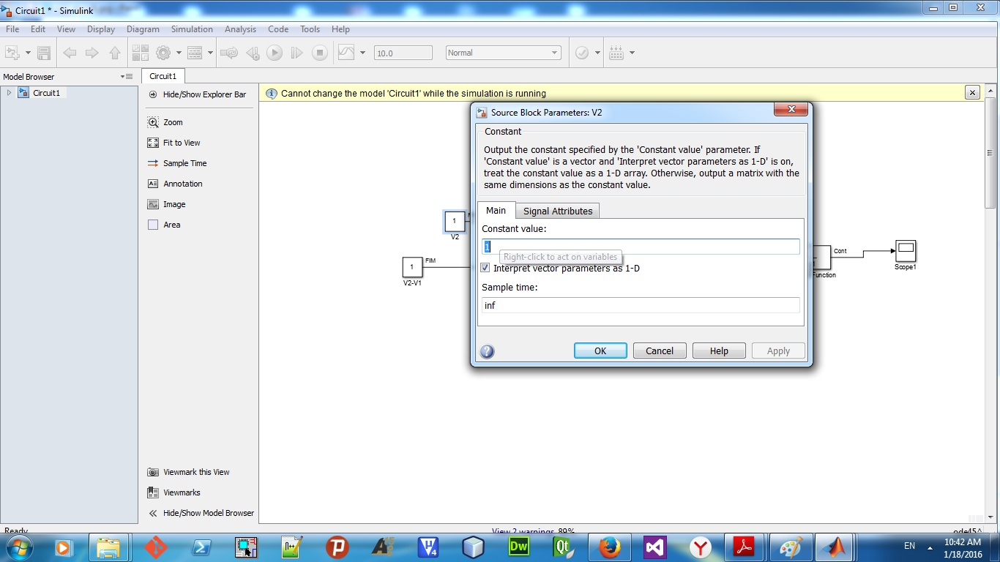 Circuit1 * - Simulink
File Edit View Display Diagram Simulation Analysis Code Tools Help
10.0 Normal
Model Browser
Circuit1
Circuit1
Hide/Show Explorer Bar
Zoom
Fit to View
Sample Time
Annotation
Image
Area
Viewmark this View
Viewmarks
Hide/Show Model Browser
Cannot change the model 'Circuit1' while the simulation is running
1
V2
1
FIM
V2-V1
Cont
Function
Scope1
Source Block Parameters: V2
Constant
Output the constant specified by the 'Constant value' parameter. If
'Constant value' is a vector and 'Interpret vector parameters as 1-D' is on,
treat the constant value as a 1-D array. Otherwise, output a matrix with the
same dimensions as the constant value.
Main Signal Attributes
Constant value:
1
Right-click to act on variables
Interpret vector parameters as 1-D
Sample time:
inf
OK Cancel Help Apply
Ready View 2 warnings 89% ode45
n++
V4
Dw
Qt
EN
10:42 AM
1/18/2016